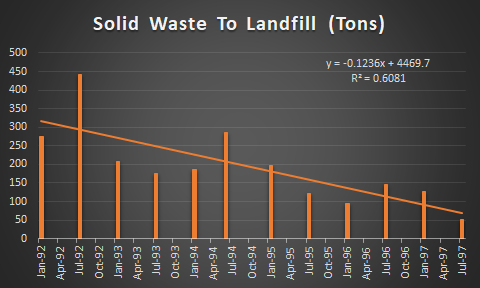 Solid Waste To Landfill (Tons)
y = -0.1236x + 4469.7
R² = 0.6081
500
450
400
350
300
250
200
150
100
50
0
Jan-92
Apr-92
Jul-92
Oct-92
Jan-93
Apr-93
Jul-93
Oct-93
Jan-94
Apr-94
Jul-94
Oct-94
Jan-95
Apr-95
Jul-95
Oct-95
Jan-96
Apr-96
Jul-96
Oct-96
Jan-97
Apr-97
Jul-97